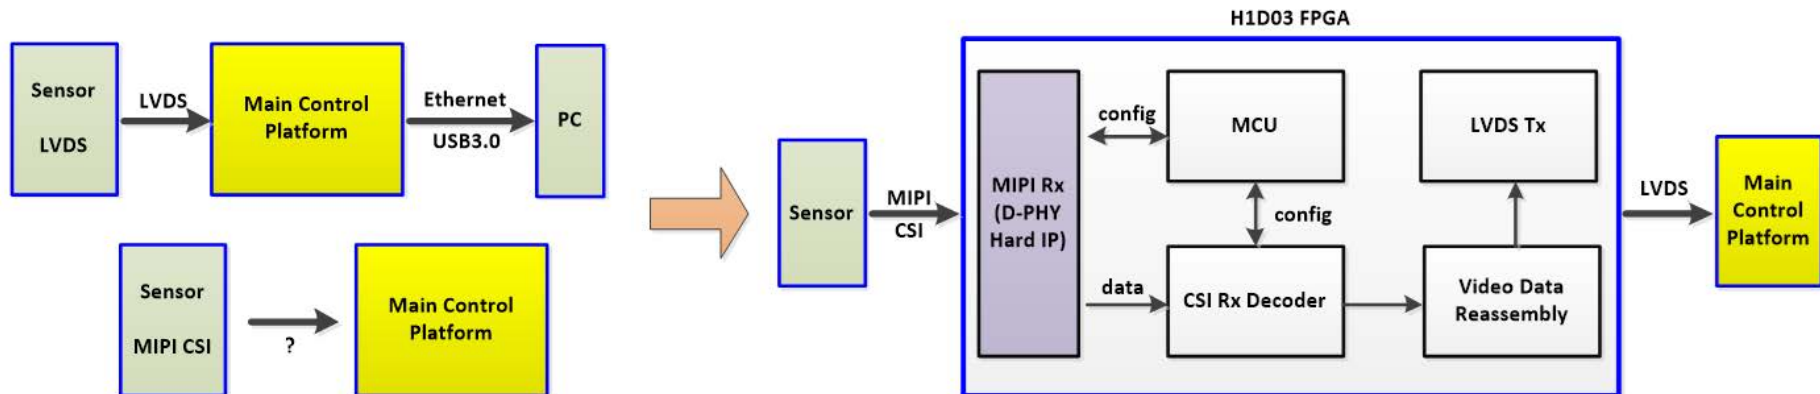 Sensor
LVDS
LVDS
Main Control
Platform
Ethernet
USB3.0
PC
Sensor
MIPI CSI
?
Main Control
Platform
H1D03 FPGA
Sensor
MIPI
CSI
MIPI Rx
(D-PHY
Hard IP)
config
MCU
config
data
CSI Rx Decoder
LVDS Tx
Video Data
Reassembly
LVDS
Main
Control
Platform